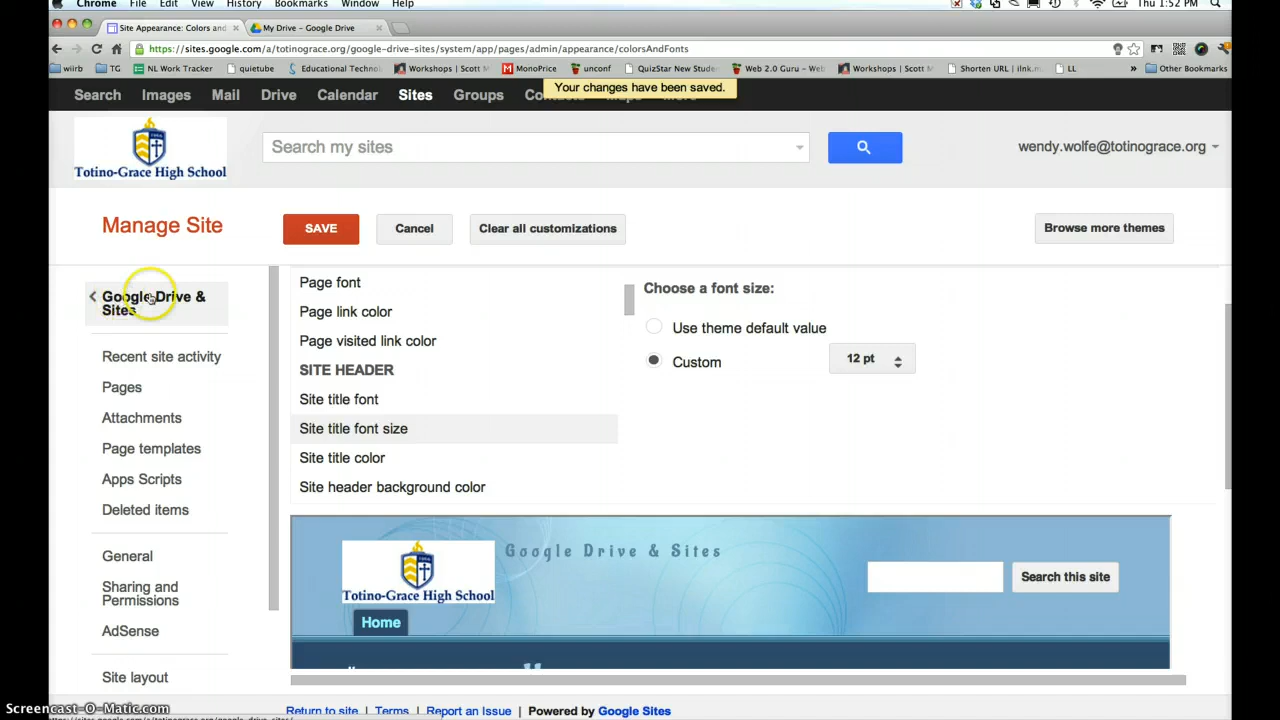 Chrome File Edit View History Bookmarks Window Help Thu 1:52 PM
Site Appearance: Colors and My Drive - Google Drive
https://sites.google.com/a/totinograce.org/google-drive-sites/system/app/pages/admin/appearance/colorsAndFonts
wiirb TG NL Work Tracker quietube Educational Techno Workshops | Scott M MonoPrice unconf QuizStar New Stude Web 2.0 Guru – Web Workshops | Scott M Shorten URL | ilnk.m LL » Other Bookmarks
Your changes have been saved.
Search Images Mail Drive Calendar Sites Groups
Totino-Grace High School
Search my sites
wendy.wolfe@totinograce.org
Manage Site
SAVE
Cancel
Clear all customizations
Browse more themes
Google Drive &
Sites
Recent site activity
Pages
Attachments
Page templates
Apps Scripts
Deleted items
General
Sharing and
Permissions
AdSense
Site layout
Page font
Page link color
Page visited link color
SITE HEADER
Site title font
Site title font size
Site title color
Site header background color
Choose a font size:
Use theme default value
Custom 12 pt
Totino-Grace High School
Google Drive & Sites
Search this site
Home
Return to site | Terms | Report an Issue | Powered by Google Sites
Screencast-O-Matic.com